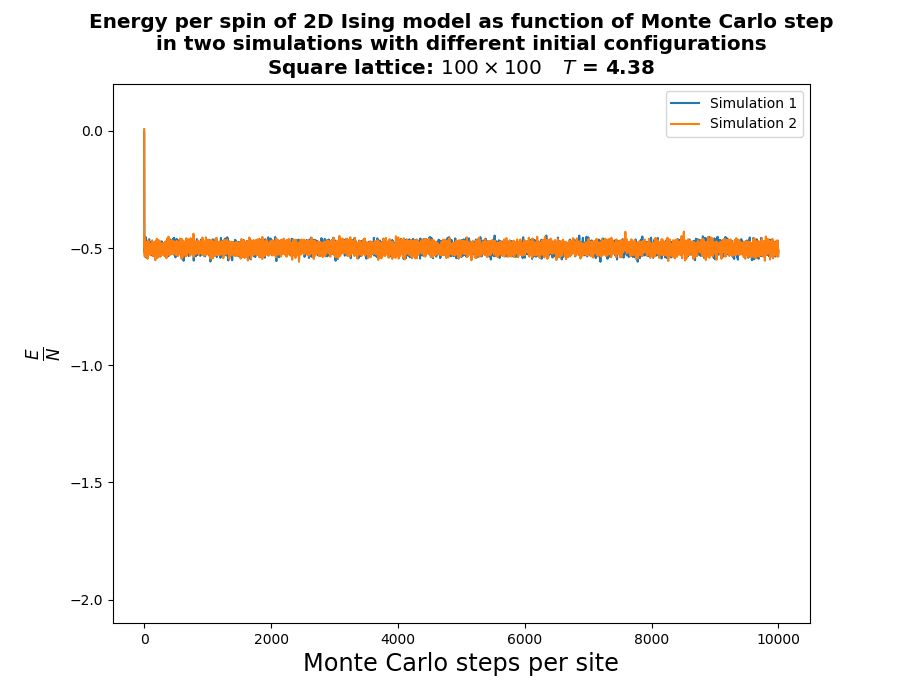 Energy per spin of 2D Ising model as function of Monte Carlo step
in two simulations with different initial configurations
Square lattice: 100 × 100 T = 4.38
Simulation 1
Simulation 2
0.0
−0.5
−1.0
−1.5
−2.0
E
N
0 2000 4000 6000 8000 10000
Monte Carlo steps per site